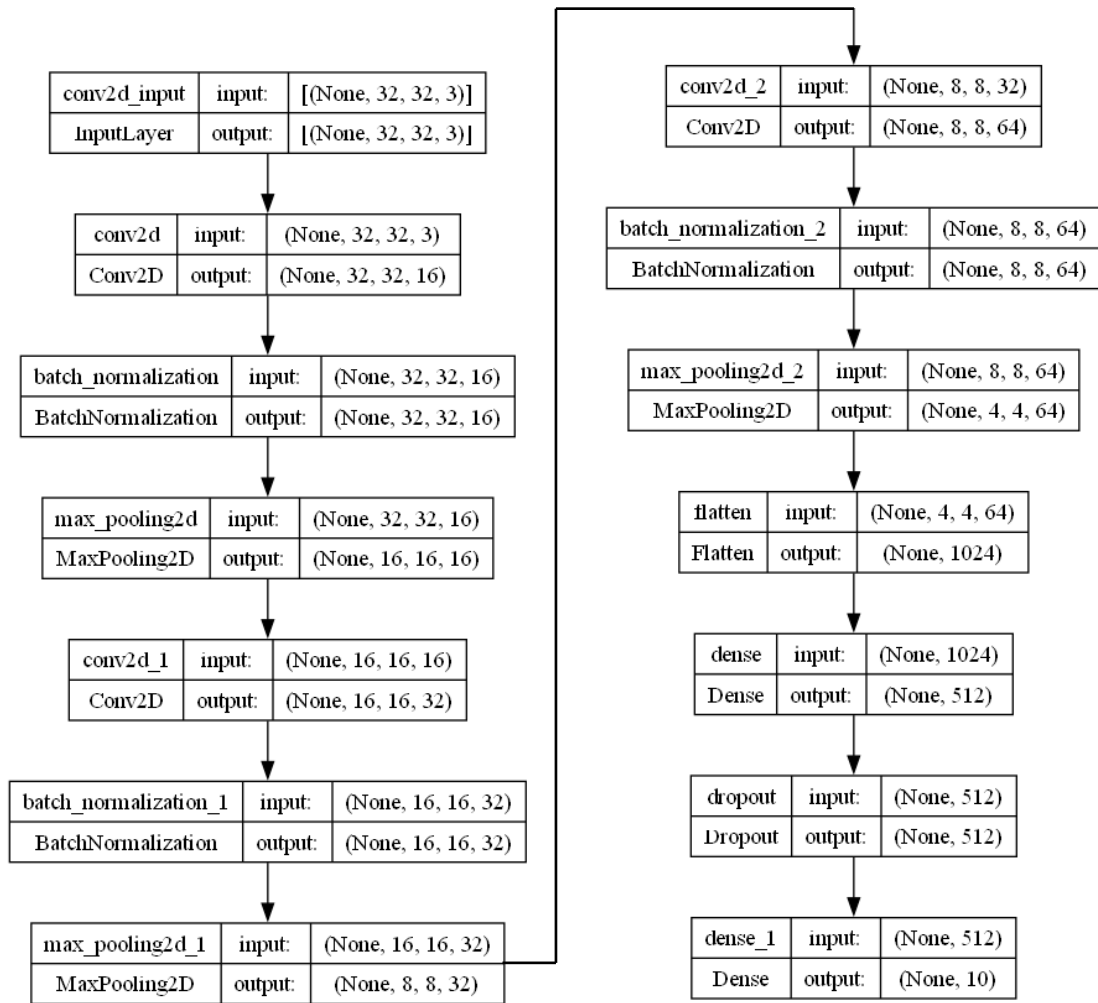 conv2d_input input: [(None, 32, 32, 3)]
InputLayer output: [(None, 32, 32, 3)]
conv2d input: (None, 32, 32, 3)
Conv2D output: (None, 32, 32, 16)
batch_normalization input: (None, 32, 32, 16)
BatchNormalization output: (None, 32, 32, 16)
max_pooling2d input: (None, 32, 32, 16)
MaxPooling2D output: (None, 16, 16, 16)
conv2d_1 input: (None, 16, 16, 16)
Conv2D output: (None, 16, 16, 32)
batch_normalization_1 input: (None, 16, 16, 32)
BatchNormalization output: (None, 16, 16, 32)
max_pooling2d_1 input: (None, 16, 16, 32)
MaxPooling2D output: (None, 8, 8, 32)
conv2d_2 input: (None, 8, 8, 32)
Conv2D output: (None, 8, 8, 64)
batch_normalization_2 input: (None, 8, 8, 64)
BatchNormalization output: (None, 8, 8, 64)
max_pooling2d_2 input: (None, 8, 8, 64)
MaxPooling2D output: (None, 4, 4, 64)
flatten input: (None, 4, 4, 64)
Flatten output: (None, 1024)
dense input: (None, 1024)
Dense output: (None, 512)
dropout input: (None, 512)
Dropout output: (None, 512)
dense_1 input: (None, 512)
Dense output: (None, 10)